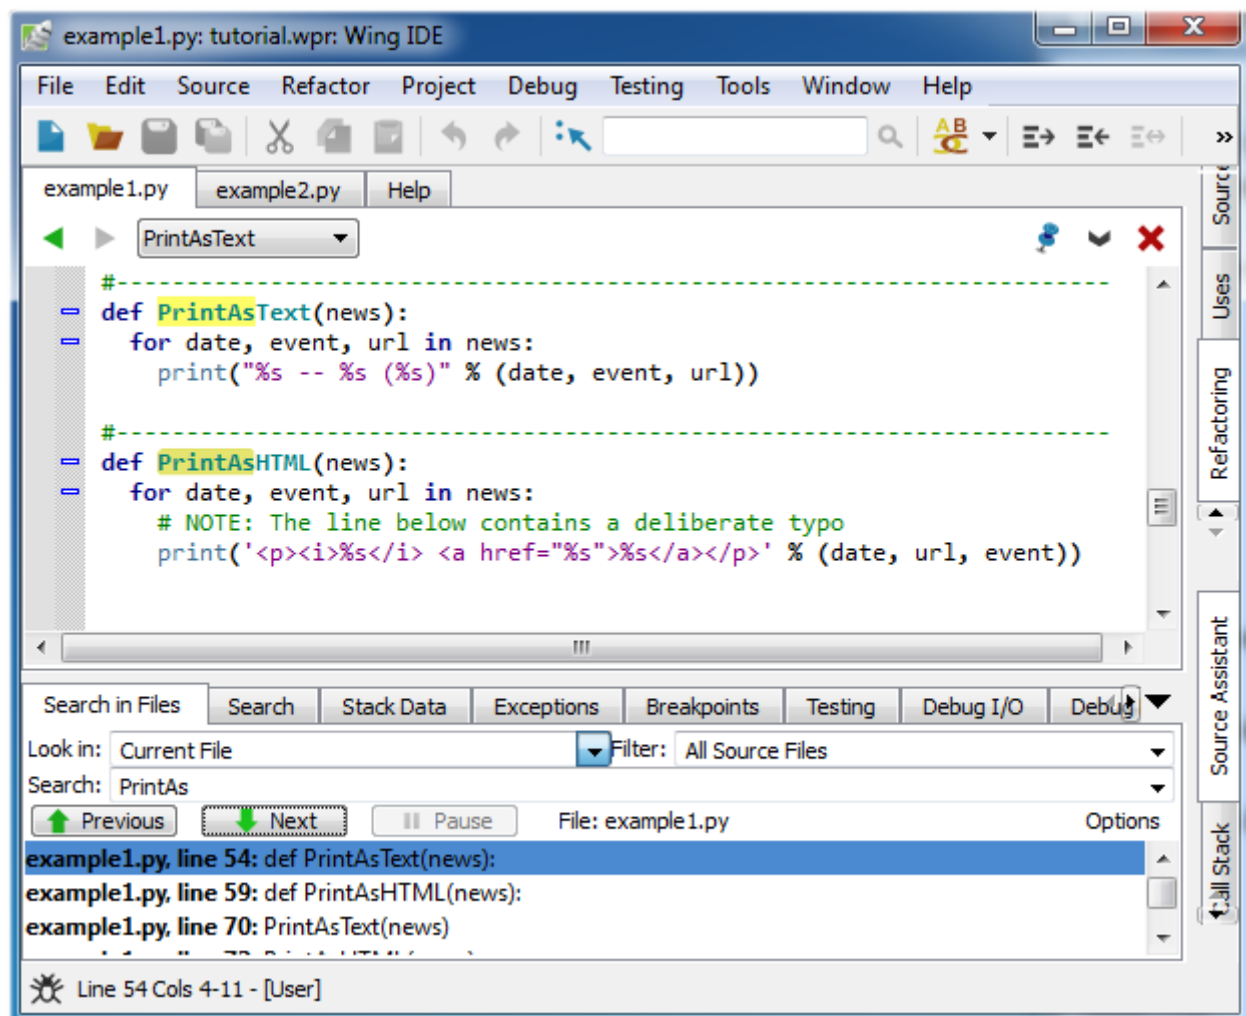 example1.py: tutorial.wpr: Wing IDE
File Edit Source Refactor Project Debug Testing Tools Window Help
example1.py example2.py Help
PrintAsText
#-----------------------------------------------------------------------
def PrintAsText(news):
for date, event, url in news:
print("%s -- %s (%s)" % (date, event, url))
#-----------------------------------------------------------------------
def PrintAsHTML(news):
for date, event, url in news:
# NOTE: The line below contains a deliberate typo
print('<p><i>%s</i> <a href="%s">%s</a></p>' % (date, url, event))
Source
Uses
Refactoring
Source Assistant
Call Stack
Search in Files Search Stack Data Exceptions Breakpoints Testing Debug I/O Debug
Look in: Current File Filter: All Source Files
Search: PrintAs
Previous Next Pause File: example1.py Options
example1.py, line 54: def PrintAsText(news):
example1.py, line 59: def PrintAsHTML(news):
example1.py, line 70: PrintAsText(news)
Line 54 Cols 4-11 - [User]